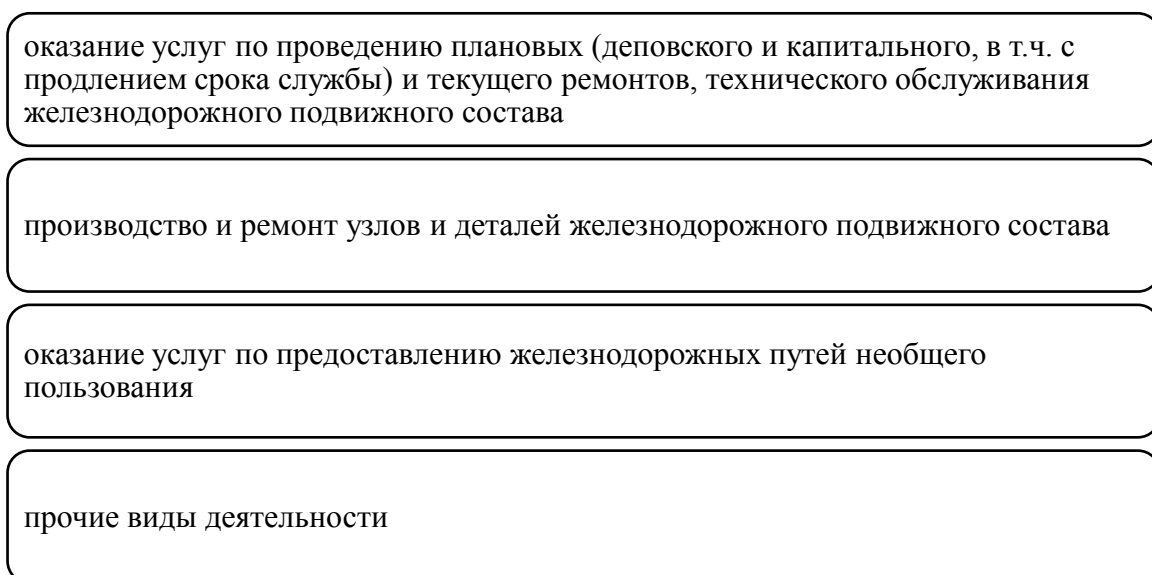 оказание услуг по проведению плановых (деповского и капитального, в т.ч. с
продлением срока службы) и текущего ремонтов, технического обслуживания
железнодорожного подвижного состава
производство и ремонт узлов и деталей железнодорожного подвижного состава
оказание услуг по предоставлению железнодорожных путей необщего
пользования
прочие виды деятельности